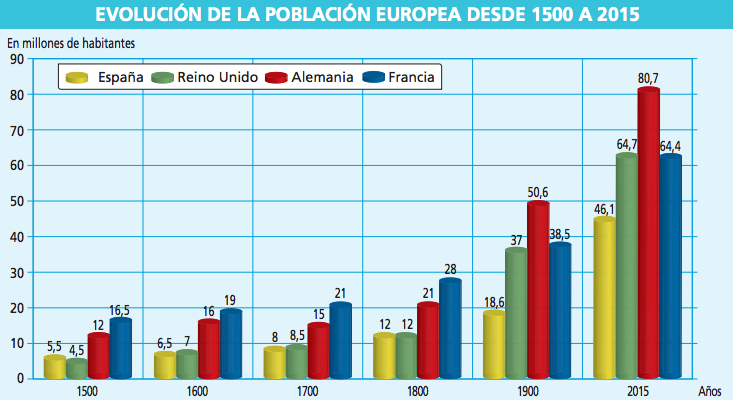 EVOLUCIÓN DE LA POBLACIÓN EUROPEA DESDE 1500 A 2015
En millones de habitantes
España Reino Unido Alemania Francia
90
80
70
60
50
40
30
20
10
0
5,5 4,5 12 16,5
6,5 7 16 19
8 8,5 15 21
12 12 21 28
18,6 37 50,6 38,5
46,1 64,7 80,7 64,4
1500 1600 1700 1800 1900 2015 Años